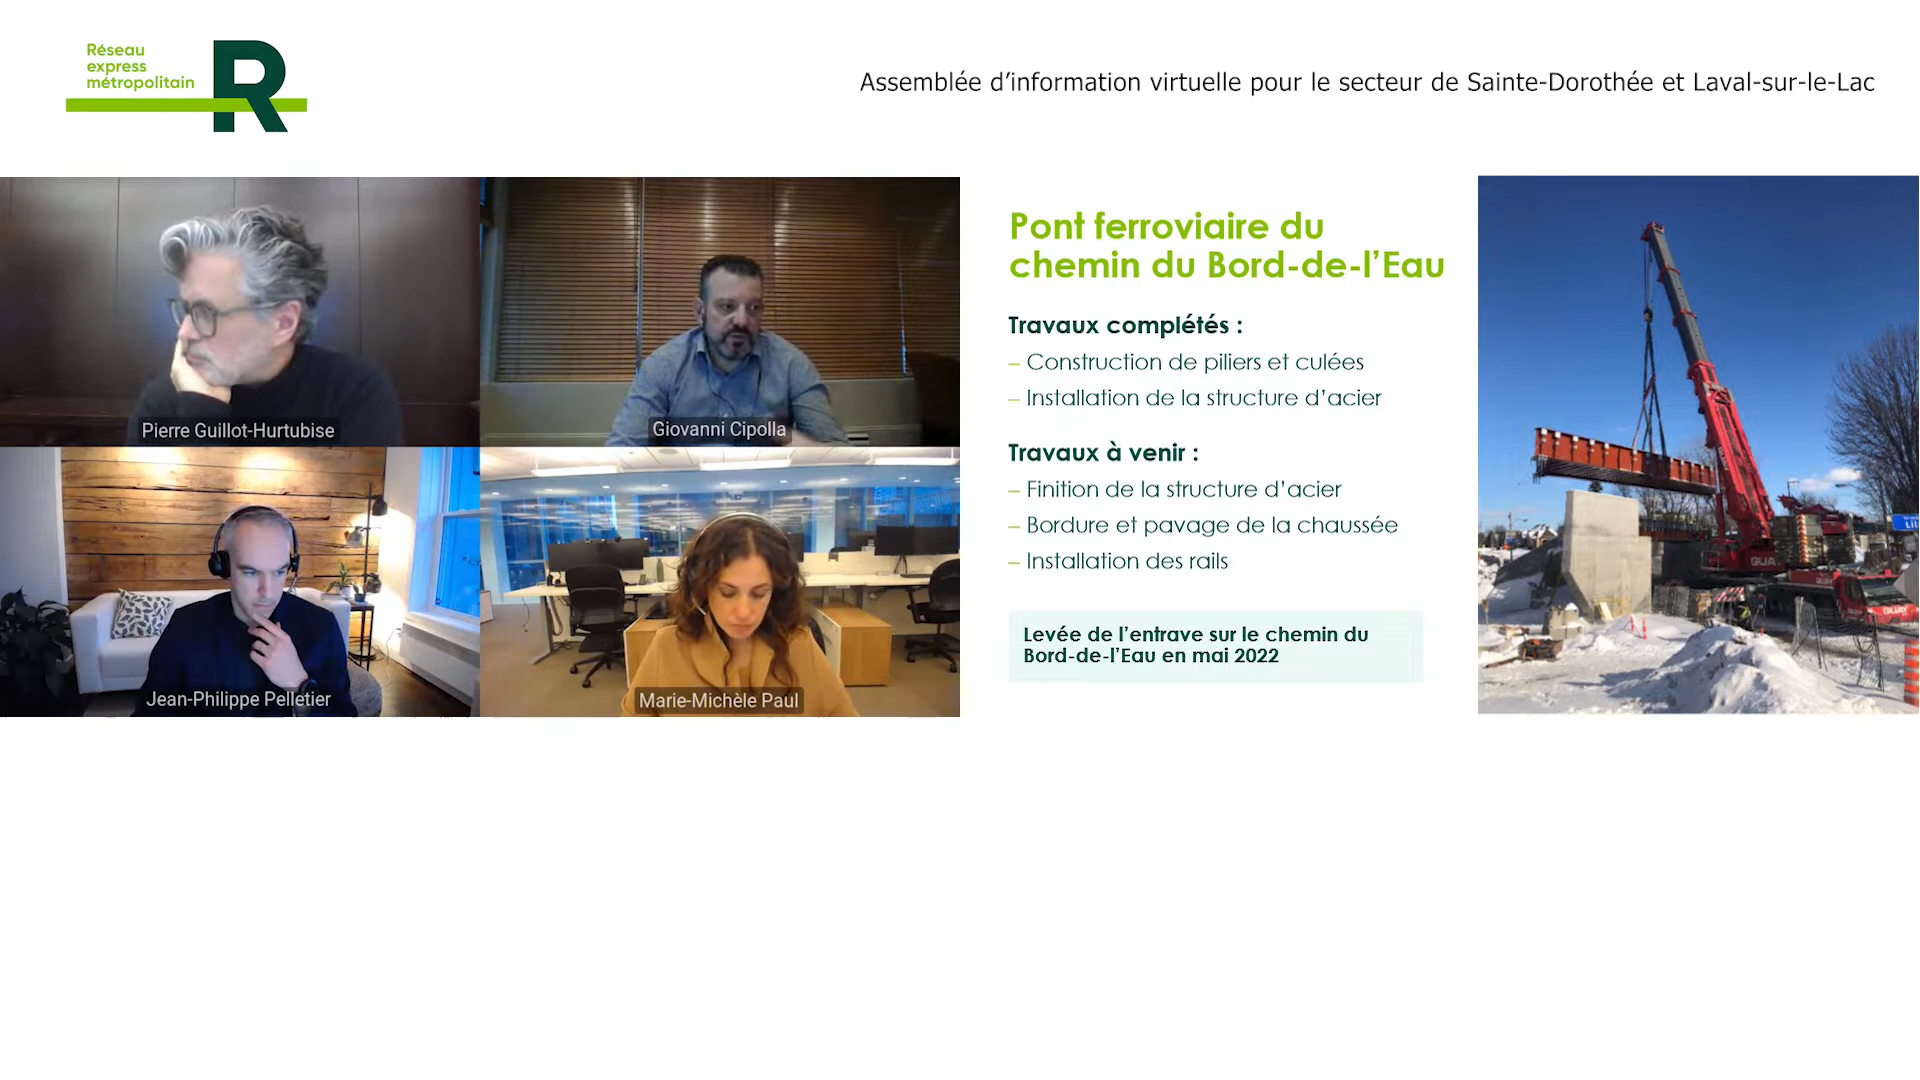 Réseau
express
métropolitain
R
Assemblée d’information virtuelle pour le secteur de Sainte-Dorothée et Laval-sur-le-Lac
Pierre Guillot-Hurtubise
Giovanni Cipolla
Jean-Philippe Pelletier
Marie-Michèle Paul
Pont ferroviaire du
chemin du Bord-de-l’Eau
Travaux complétés :
– Construction de piliers et culées
– Installation de la structure d’acier
Travaux à venir :
– Finition de la structure d’acier
– Bordure et pavage de la chaussée
– Installation des rails
Levée de l’entrave sur le chemin du
Bord-de-l’Eau en mai 2022
GUAY